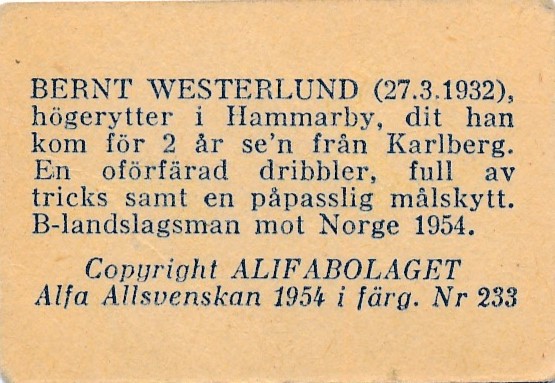 BERNT WESTERLUND (27.3.1932),
högerytter i Hammarby, dit han
kom för 2 år se'n från Karlberg.
En oförfärad dribbler, full av
tricks samt en påpasslig målskytt.
B-landslagsman mot Norge 1954.
Copyright ALIFABOLAGET
Alfa Allsvenskan 1954 i färg. Nr 233